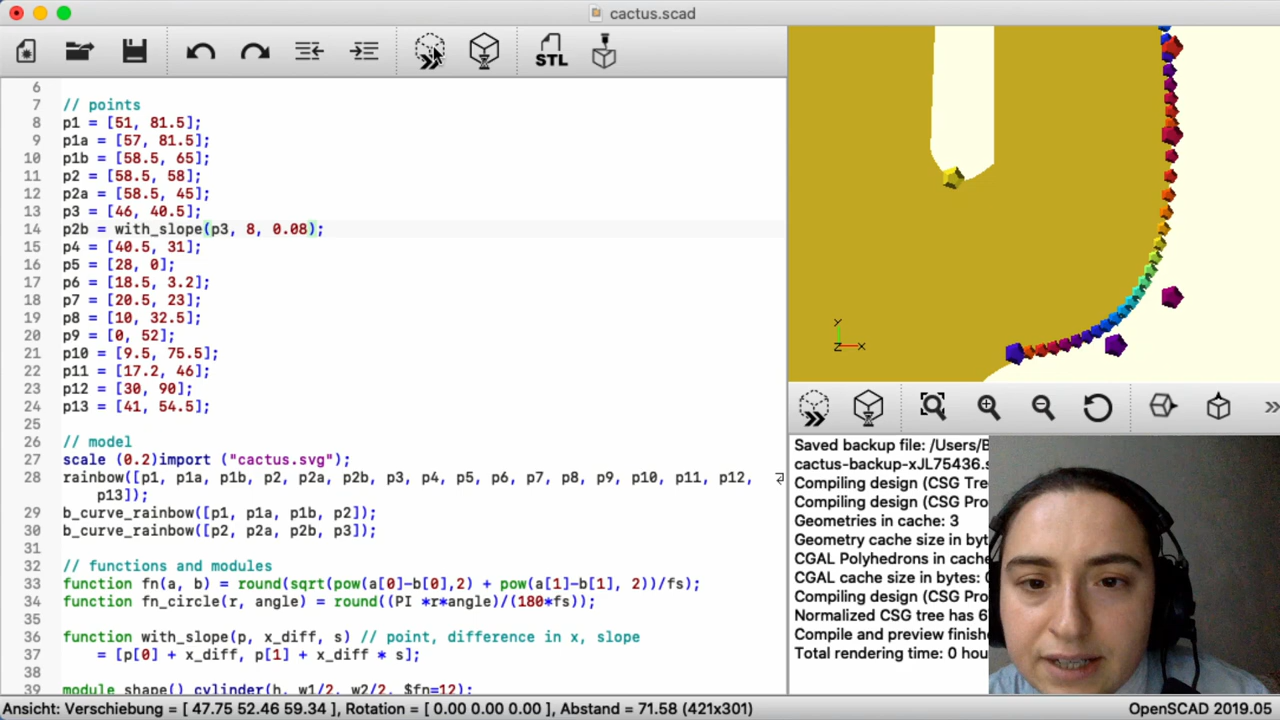 cactus.scad
STL
6
7 // points
8 p1 = [51, 81.5];
9 p1a = [57, 81.5];
10 p1b = [58.5, 65];
11 p2 = [58.5, 58];
12 p2a = [58.5, 45];
13 p3 = [46, 40.5];
14 p2b = with_slope(p3, 8, 0.08);
15 p4 = [40.5, 31];
16 p5 = [28, 0];
17 p6 = [18.5, 3.2];
18 p7 = [20.5, 23];
19 p8 = [10, 32.5];
20 p9 = [0, 52];
21 p10 = [9.5, 75.5];
22 p11 = [17.2, 46];
23 p12 = [30, 90];
24 p13 = [41, 54.5];
25
26 // model
27 scale (0.2)import ("cactus.svg");
28 rainbow([p1, p1a, p1b, p2, p2a, p2b, p3, p4, p5, p6, p7, p8, p9, p10, p11, p12,
p13]);
29 b_curve_rainbow([p1, p1a, p1b, p2]);
30 b_curve_rainbow([p2, p2a, p2b, p3]);
31
32 // functions and modules
33 function fn(a, b) = round(sqrt(pow(a[0]-b[0],2) + pow(a[1]-b[1], 2))/fs);
34 function fn_circle(r, angle) = round((PI *r*angle)/(180*fs));
35
36 function with_slope(p, x_diff, s) // point, difference in x, slope
37 = [p[0] + x_diff, p[1] + x_diff * s];
38
39 module shape() cylinder(h, w1/2, w2/2, $fn=12);
Y
Z X
Saved backup file: /Users/B
cactus-backup-xJL75436.s
Compiling design (CSG Tre
Compiling design (CSG Pro
Geometries in cache: 3
Geometry cache size in byt
CGAL Polyhedrons in cache
CGAL cache size in bytes: 0
Compiling design (CSG Pro
Normalized CSG tree has 6
Compile and preview finishe
Total rendering time: 0 hou
Ansicht: Verschiebung = [ 47.75 52.46 59.34 ], Rotation = [ 0.00 0.00 0.00 ], Abstand = 71.58 (421x301)
OpenSCAD 2019.05